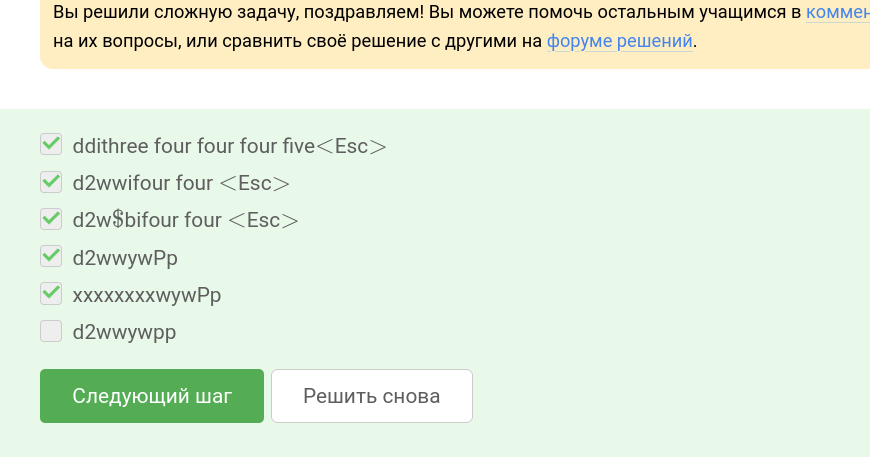 Вы решили сложную задачу, поздравляем! Вы можете помочь остальным учащимся в
на их вопросы, или сравнить своё решение с другими на форуме решений.
ddithree four four four five<Esc>
d2wwifour four <Esc>
d2w$bifour four <Esc>
d2wwywPp
xxxxxxxxwywPp
d2wwywpp
Следующий шаг
Решить снова